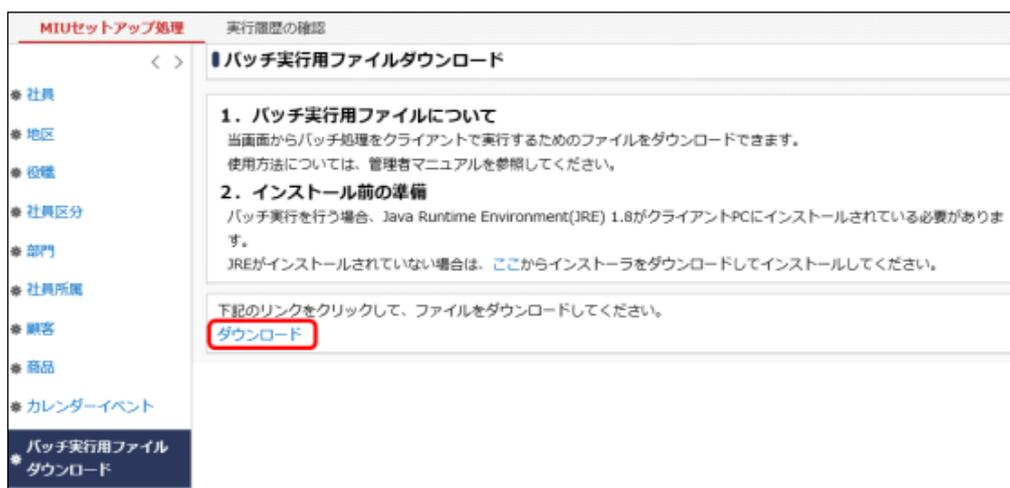 MIUセットアップ処理
実行履歴の確認
< >
社員
地区
役職
社員区分
部門
社員所属
顧客
商品
カレンダーイベント
バッチ実行用ファイル
ダウンロード
バッチ実行用ファイルダウンロード
1. バッチ実行用ファイルについて
当画面からバッチ処理をクライアントで実行するためのファイルをダウンロードできます。
使用方法については、管理者マニュアルを参照してください。
2. インストール前の準備
バッチ実行を行う場合、Java Runtime Environment(JRE) 1.8がクライアントPCにインストールされている必要がありま
す。
JREがインストールされていない場合は、ここからインストーラをダウンロードしてインストールしてください。
下記のリンクをクリックして、ファイルをダウンロードしてください。
ダウンロード